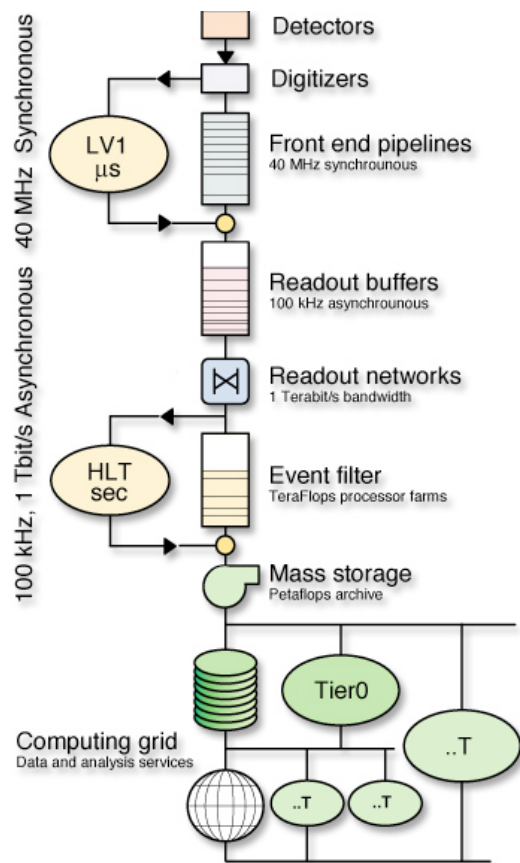 Detectors
Digitizers
40 MHz Synchronous
LV1
µs
Front end pipelines
40 MHz synchrounous
Readout buffers
100 kHz asynchrounous
Readout networks
1 Terabit/s bandwidth
100 kHz, 1 Tbit/s Asynchronous
HLT
sec
Event filter
TeraFlops processor farms
Mass storage
Petaflops archive
Tier0
..T
Computing grid
Data and analysis services
..T
..T